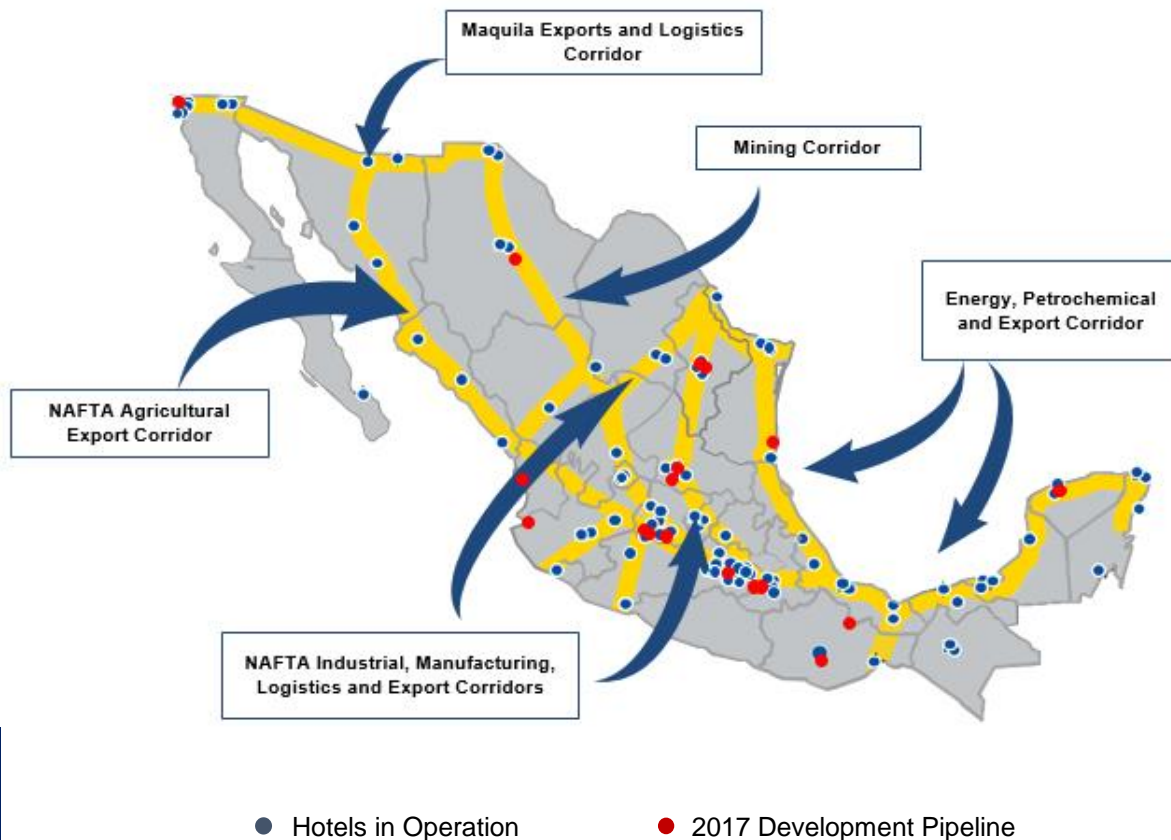 Maquila Exports and Logistics
Corridor
Mining Corridor
Energy, Petrochemical
and Export Corridor
NAFTA Agricultural
Export Corridor
NAFTA Industrial, Manufacturing,
Logistics and Export Corridors
Hotels in Operation
2017 Development Pipeline